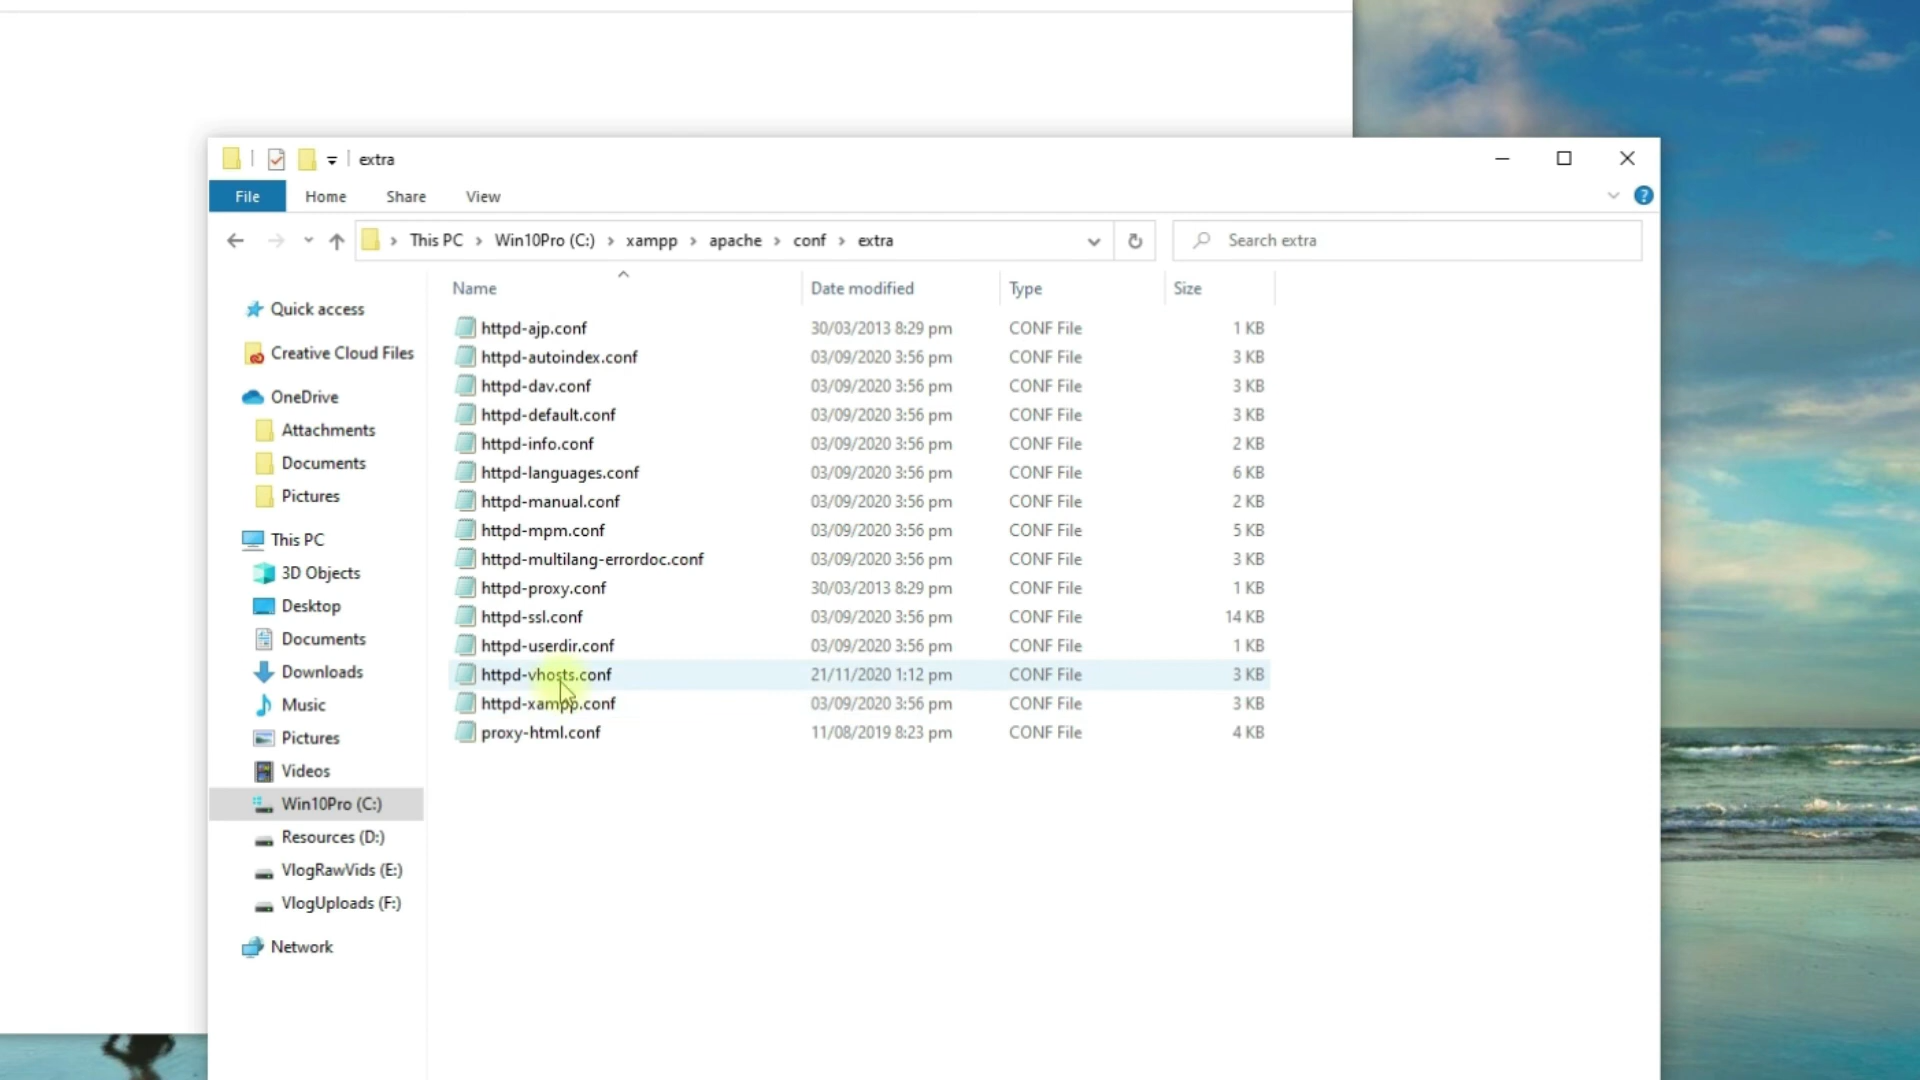 extra
File Home Share View
This PC Win10Pro (C:) xampp apache conf extra Search extra
Name Date modified Type Size
Quick access
Creative Cloud Files
OneDrive
Attachments
Documents
Pictures
This PC
3D Objects
Desktop
Documents
Downloads
Music
Pictures
Videos
Win10Pro (C:)
Resources (D:)
VlogRawVids (E:)
VlogUploads (F:)
Network
httpd-ajp.conf 30/03/2013 8:29 pm CONF File 1 KB
httpd-autoindex.conf 03/09/2020 3:56 pm CONF File 3 KB
httpd-dav.conf 03/09/2020 3:56 pm CONF File 3 KB
httpd-default.conf 03/09/2020 3:56 pm CONF File 3 KB
httpd-info.conf 03/09/2020 3:56 pm CONF File 2 KB
httpd-languages.conf 03/09/2020 3:56 pm CONF File 6 KB
httpd-manual.conf 03/09/2020 3:56 pm CONF File 2 KB
httpd-mpm.conf 03/09/2020 3:56 pm CONF File 5 KB
httpd-multilang-errordoc.conf 03/09/2020 3:56 pm CONF File 3 KB
httpd-proxy.conf 30/03/2013 8:29 pm CONF File 1 KB
httpd-ssl.conf 03/09/2020 3:56 pm CONF File 14 KB
httpd-userdir.conf 03/09/2020 3:56 pm CONF File 1 KB
httpd-vhosts.conf 21/11/2020 1:12 pm CONF File 3 KB
httpd-xampp.conf 03/09/2020 3:56 pm CONF File 3 KB
proxy-html.conf 11/08/2019 8:23 pm CONF File 4 KB